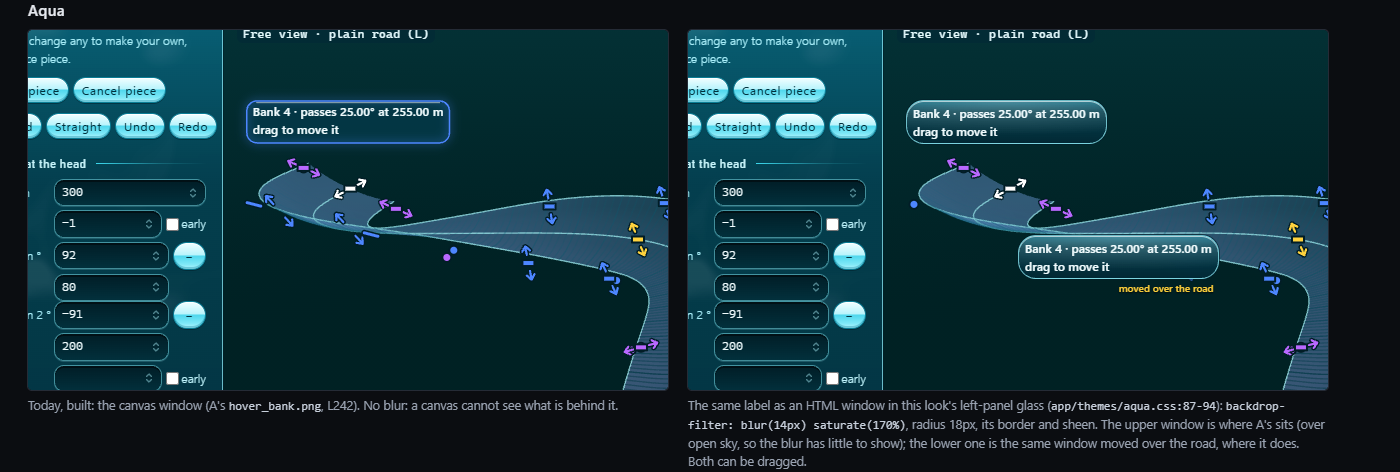 Aqua
change any to make your own,
ce piece.
piece
Cancel piece
d
Straight
Undo
Redo
at the head
300
−1
early
n °
92
–
80
n 2 °
−91
–
200
early
Free view · plain road (L)
Bank 4 · passes 25.00° at 255.00 m
drag to move it
change any to make your own,
ce piece.
piece
Cancel piece
d
Straight
Undo
Redo
at the head
300
−1
early
n °
92
–
80
n 2 °
−91
–
200
early
Free view · plain road (L)
Bank 4 · passes 25.00° at 255.00 m
drag to move it
Bank 4 · passes 25.00° at 255.00 m
drag to move it
moved over the road
Today, built: the canvas window (A's hover_bank.png, L242). No blur: a canvas cannot see what is behind it.
The same label as an HTML window in this look's left-panel glass (app/themes/aqua.css:87-94): backdrop-
filter: blur(14px) saturate(170%), radius 18px, its border and sheen. The upper window is where A's sits (over
open sky, so the blur has little to show); the lower one is the same window moved over the road, where it does.
Both can be dragged.